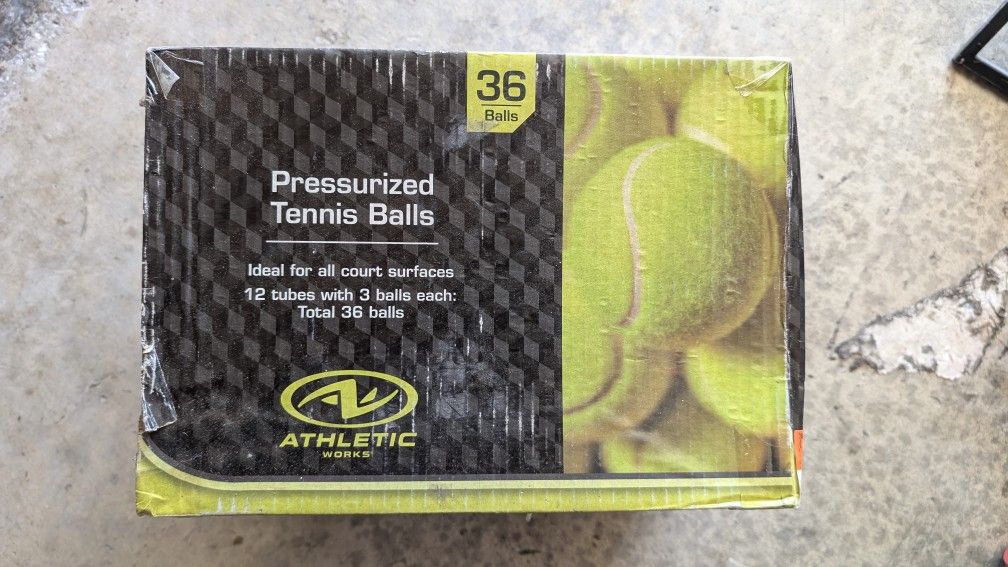 36
Balls
Pressurized
Tennis Balls
Ideal for all court surfaces
12 tubes with 3 balls each:
Total 36 balls
ATHLETIC
WORKS